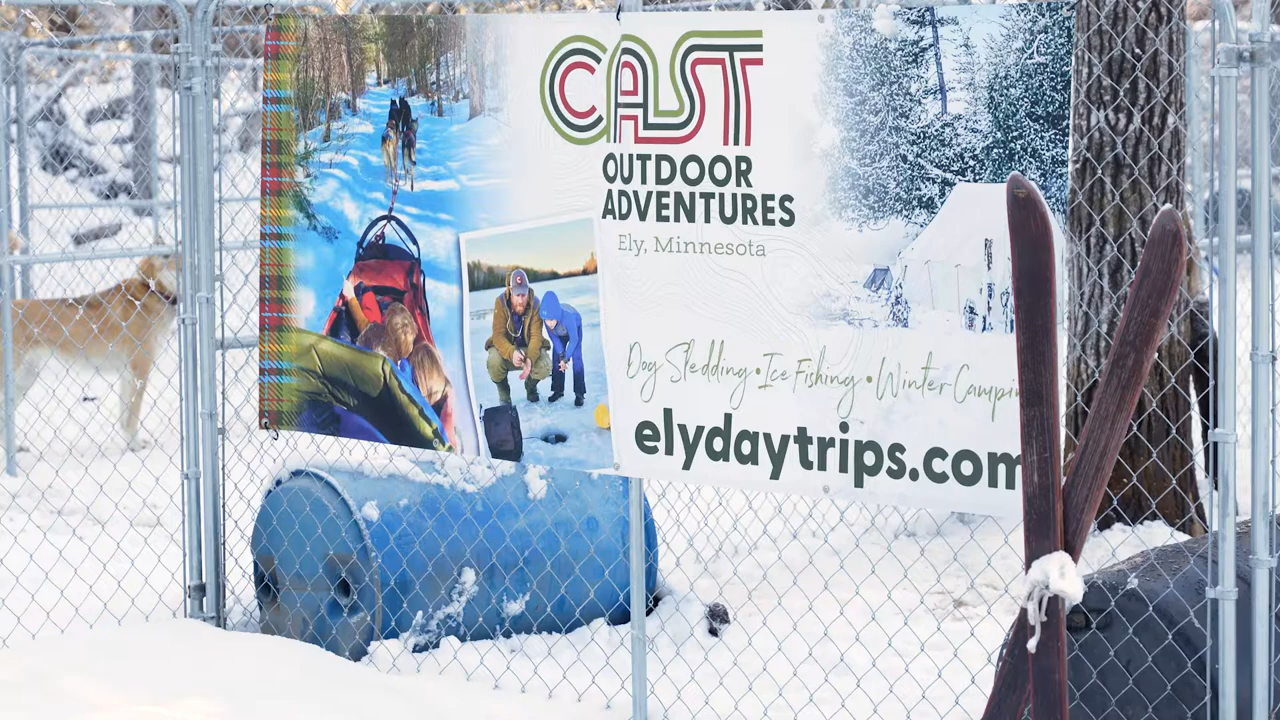 CAST
OUTDOOR
ADVENTURES
Ely, Minnesota
Dog Sledding • Ice Fishing • Winter Campin
elydaytrips.com